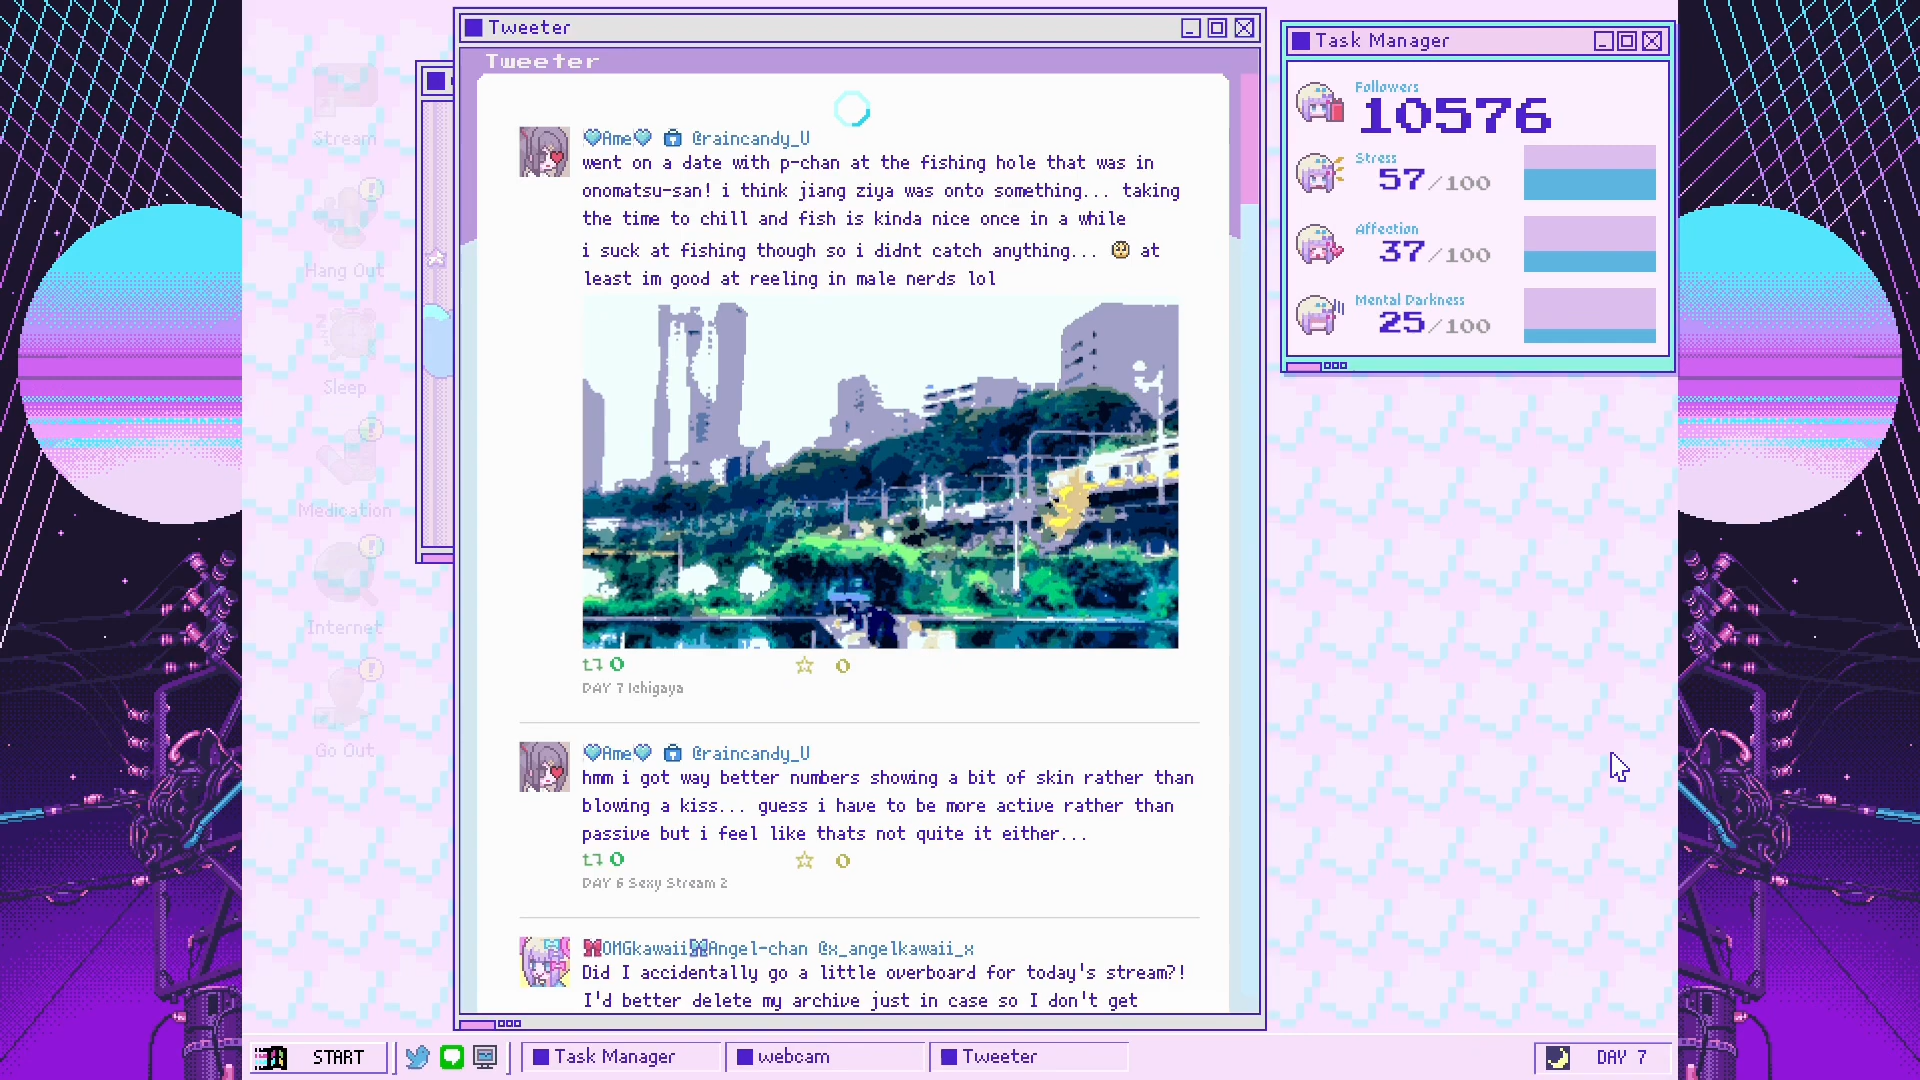 Tweeter
Tweeter
Ame @raincandy_U
went on a date with p-chan at the fishing hole that was in
onomatsu-san! i think jiang ziya was onto something... taking
the time to chill and fish is kinda nice once in a while
i suck at fishing though so i didnt catch anything... at
least im good at reeling in male nerds lol
0 0
DAY 7 Ichigaya
Ame @raincandy_U
hmm i got way better numbers showing a bit of skin rather than
blowing a kiss... guess i have to be more active rather than
passive but i feel like thats not quite it either...
0 0
DAY 6 Sexy Stream 2
OMGkawaii Angel-chan @x_angelkawaii_x
Did I accidentally go a little overboard for today's stream?!
I'd better delete my archive just in case so I don't get
Task Manager
Followers
10576
Stress
57/100
Affection
37/100
Mental Darkness
25/100
Stream
Hang Out
Sleep
Medication
Internet
Go Out
START
Task Manager
webcam
Tweeter
DAY 7